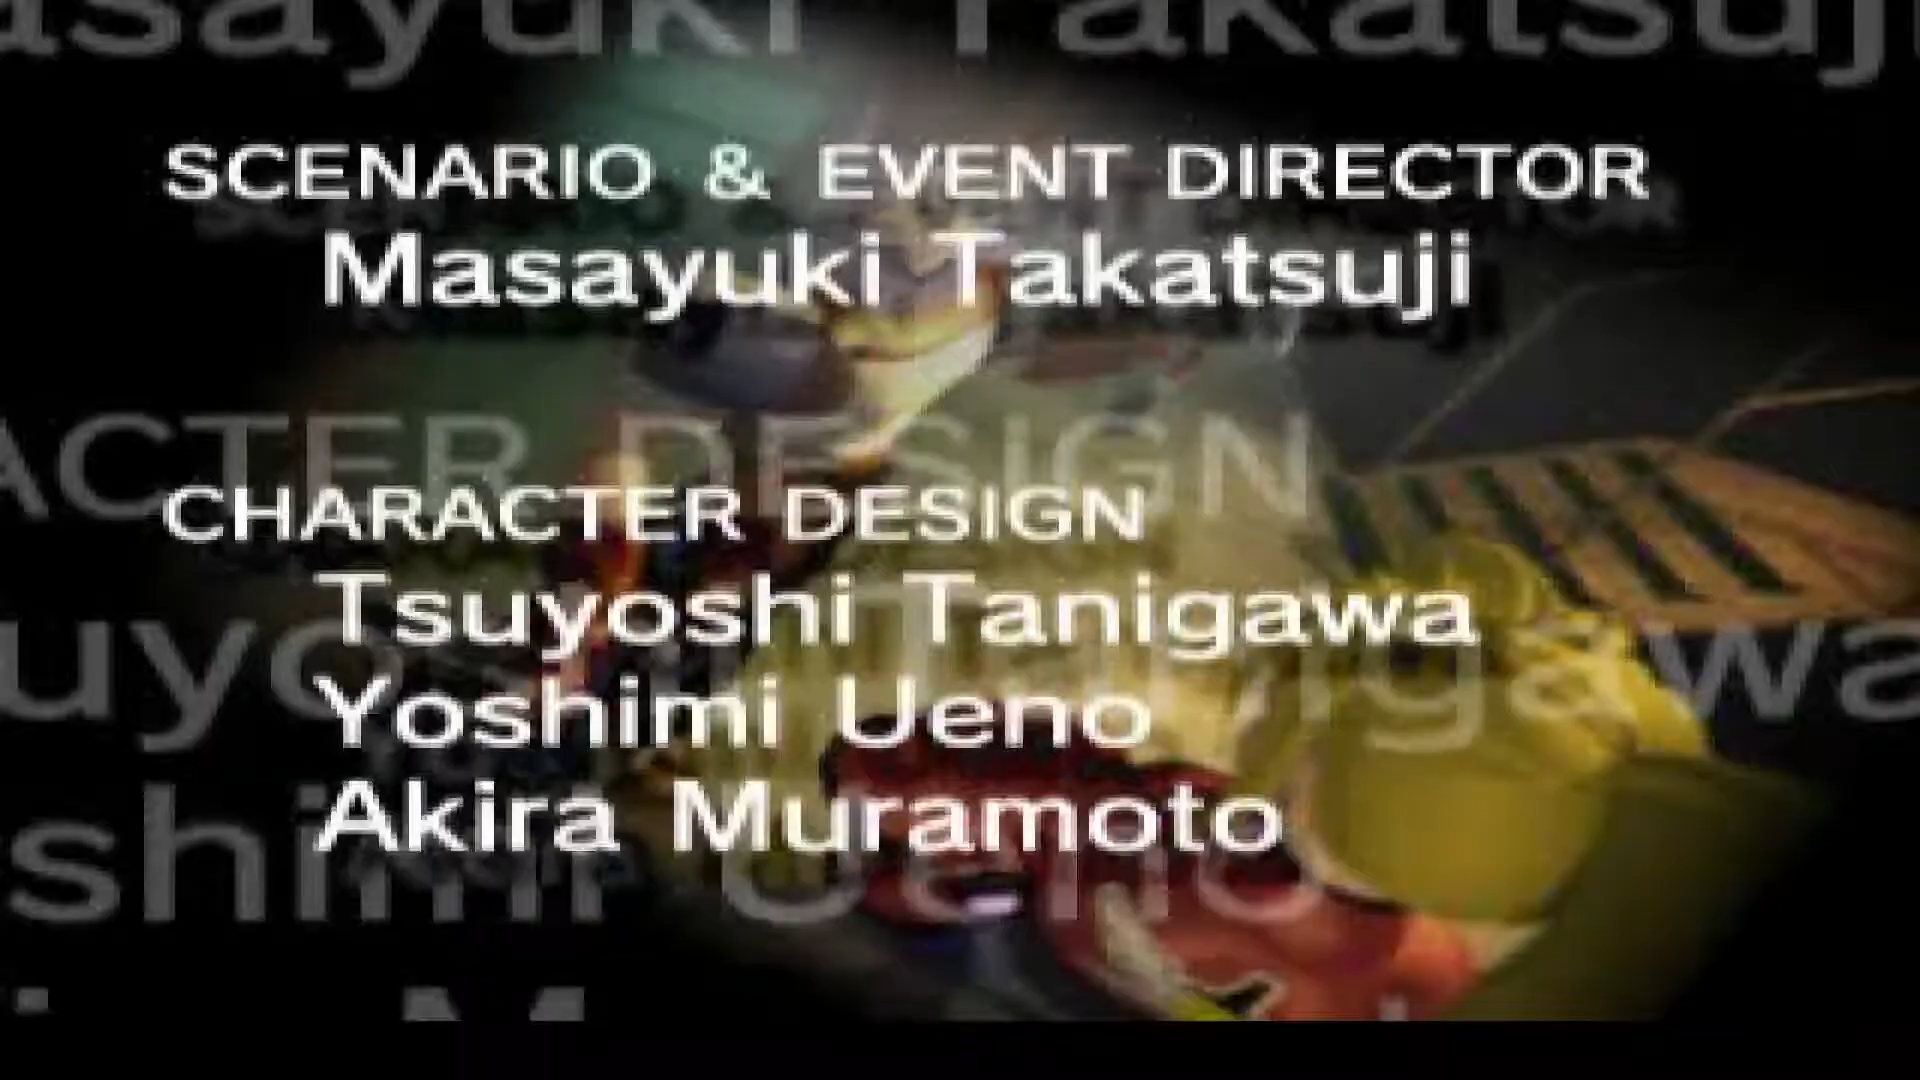 SCENARIO & EVENT DIRECTOR
Masayuki Takatsuji
CHARACTER DESIGN
Tsuyoshi Tanigawa
Yoshimi Ueno
Akira Muramoto